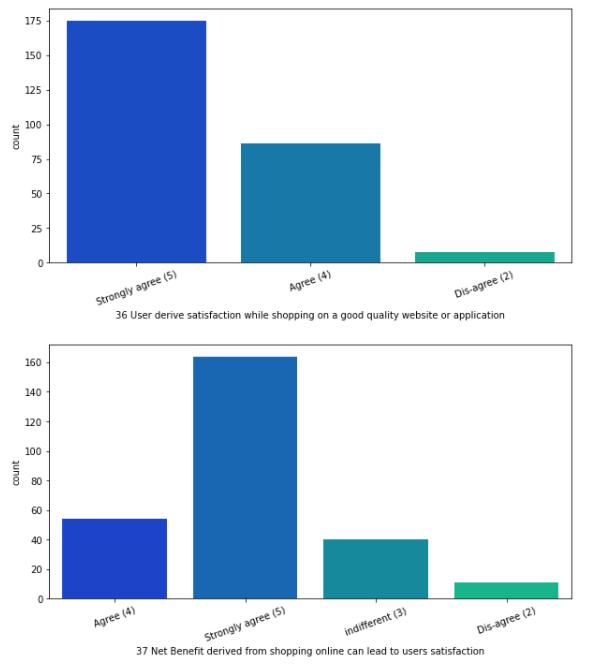 175
150
125
100
75
50
25
0
count
Strongly agree (5)
Agree (4)
Dis-agree (2)
36 User derive satisfaction while shopping on a good quality website or application
160
140
120
100
80
60
40
20
0
count
Agree (4)
Strongly agree (5)
indifferent (3)
Dis-agree (2)
37 Net Benefit derived from shopping online can lead to users satisfaction